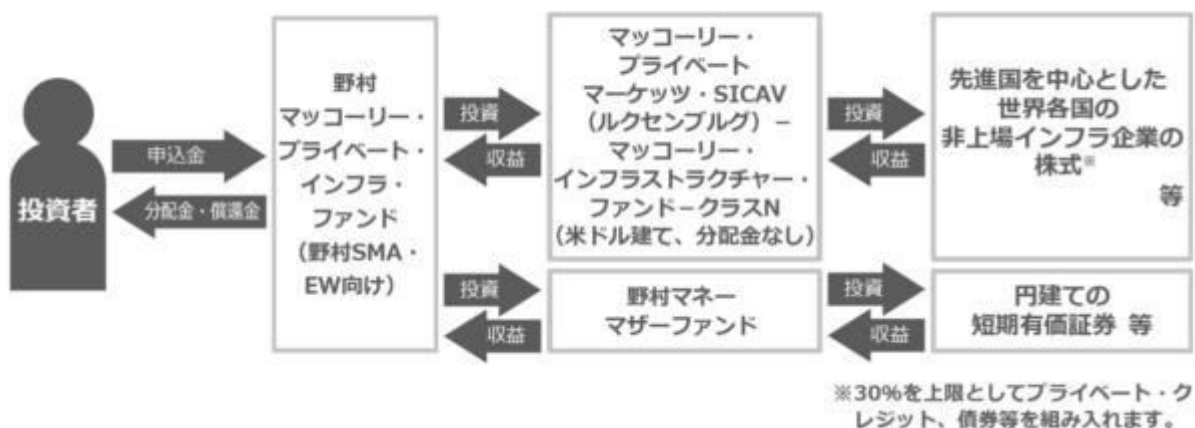 投資者
申込金
分配金・償還金
野村
マッコーリー・
プライベート・
インフラ・
ファンド
（野村SMA・
EW向け）
投資
収益
マッコーリー・
プライベート
マーケッツ・SICAV
（ルクセンブルグ）－
マッコーリー・
インフラストラクチャー・
ファンド－クラスN
（米ドル建て、分配金なし）
投資
収益
先進国を中心とした
世界各国の
非上場インフラ企業の
株式※
等
投資
収益
野村マネー
マザーファンド
投資
収益
円建ての
短期有価証券 等
※30%を上限としてプライベート・ク
レジット、債券等を組み入れます。